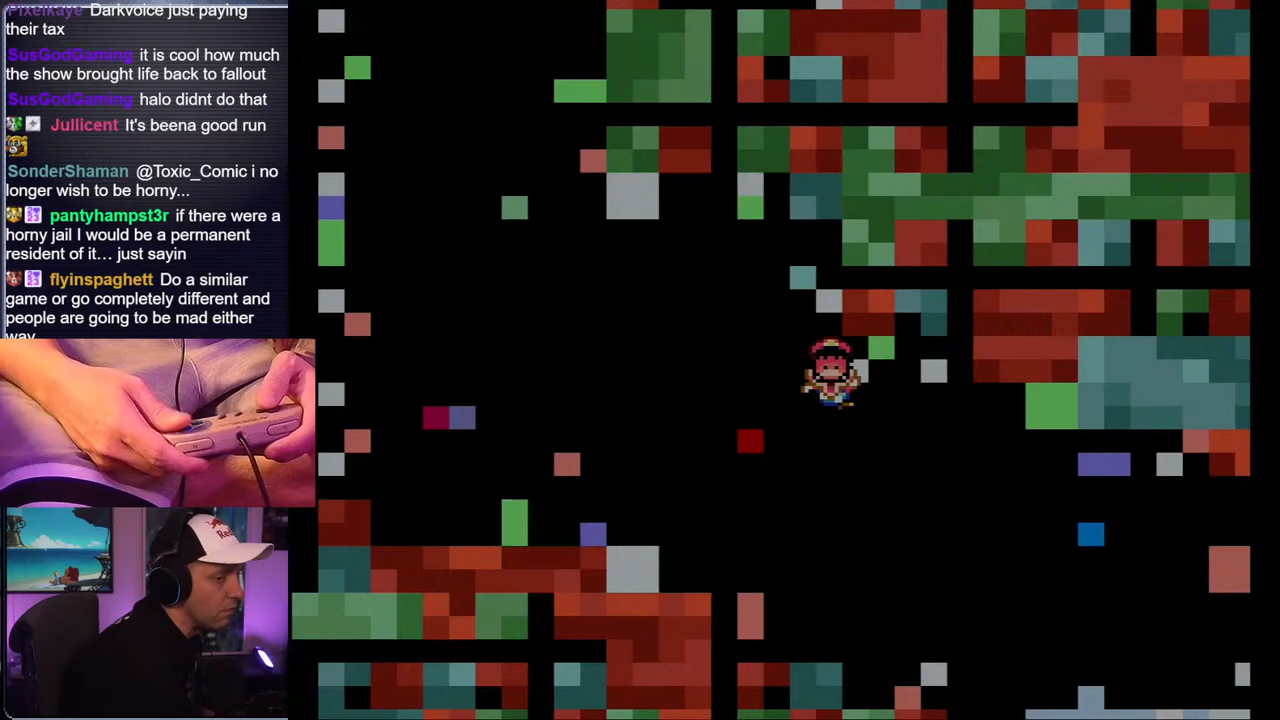 Pixelkaye Darkvoice just paying
their tax
SusGodGaming it is cool how much
the show brought life back to fallout
SusGodGaming halo didnt do that
Jullicent It's beena good run
SonderShaman @Toxic_Comic i no
longer wish to be horny...
pantyhampst3r if there were a
horny jail I would be a permanent
resident of it… just sayin
flyinspaghett Do a similar
game or go completely different and
people are going to be mad either
way
Red